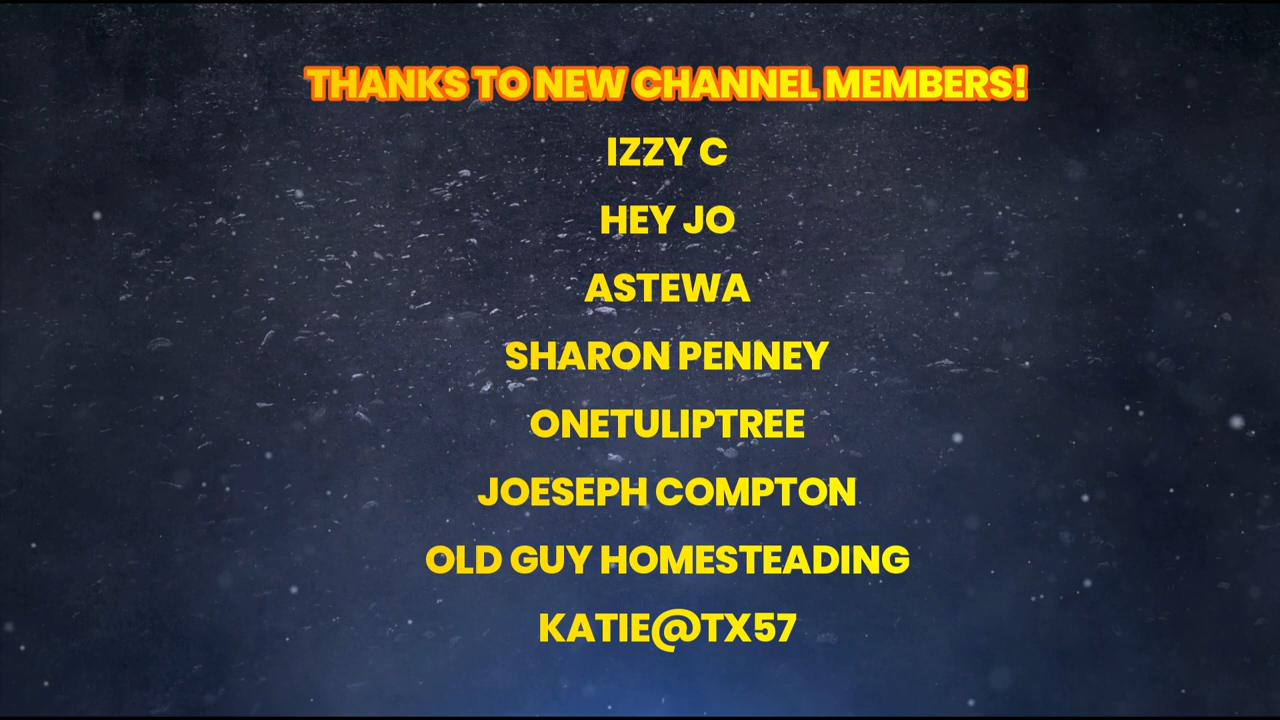 THANKS TO NEW CHANNEL MEMBERS!
IZZY C
HEY JO
ASTEWA
SHARON PENNEY
ONETULIPTREE
JOESEPH COMPTON
OLD GUY HOMESTEADING
KATIE@TX57